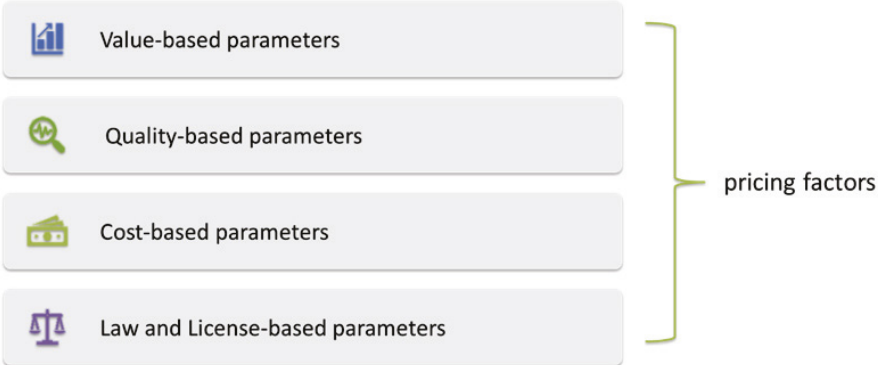 Value-based parameters
Quality-based parameters
Cost-based parameters
Law and License-based parameters
pricing factors